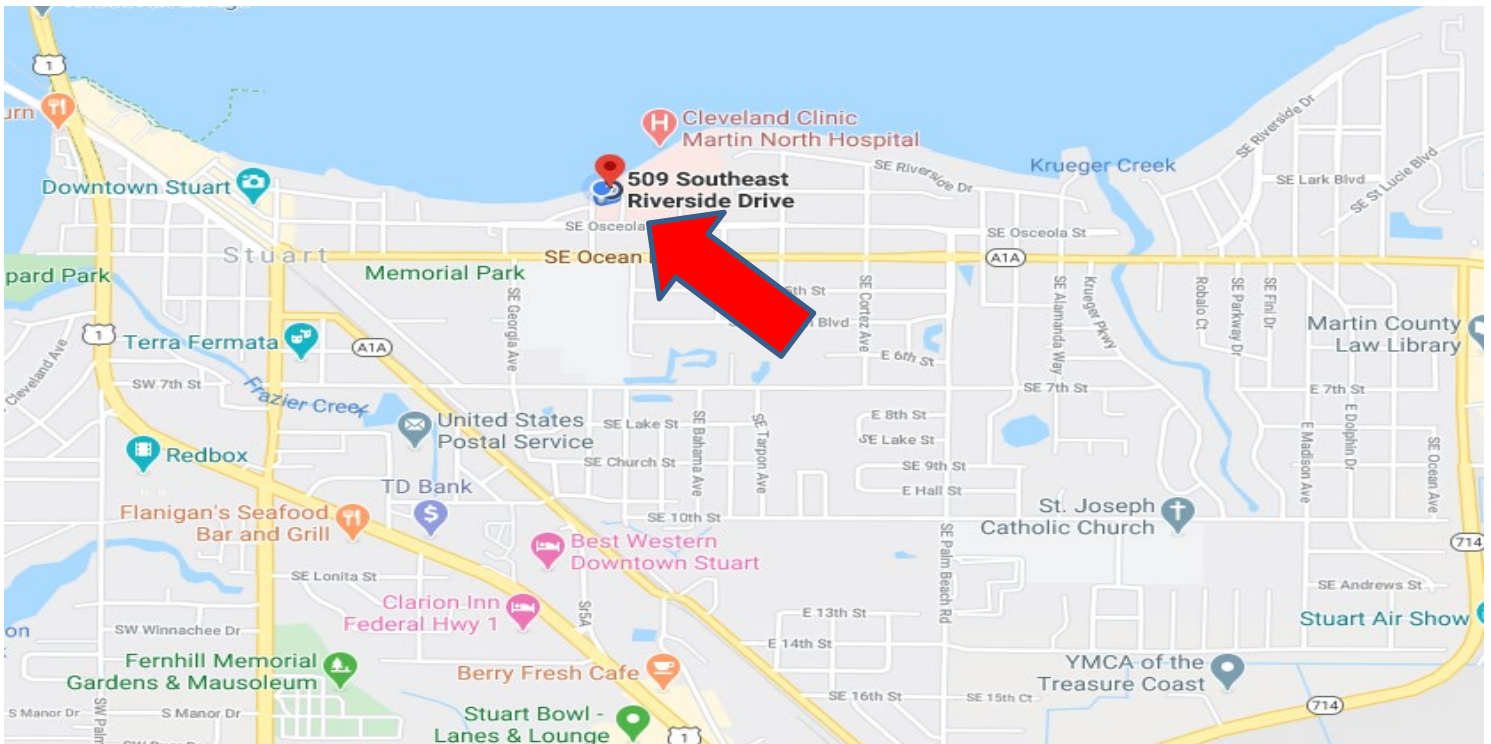 1
urn
Cleveland Clinic
Martin North Hospital
H
SE Riverside Dr
SE Riverside Dr
Krueger Creek
SE Lark Blvd
SE St Lucie Blvd
Downtown Stuart
509 Southeast
Riverside Drive
SE Osceola
SE Osceola St
Stuart
SE Ocean
A1A
pard Park
Memorial Park
5th St
Blvd
SE Georgia Ave
SE Cortez Ave
SE Alamanda Way
Krueger Pkwy
Robalo Ct
SE Parkway Dr
SE Fini Dr
Martin County
Law Library
1
Terra Fermata
A1A
E 6th St
Cleveland Ave
SW 7th St
Frazier Creek
SE 7th St
E 7th St
United States
Postal Service
SE Lake St
SE Bahama Ave
SE Tarpon Ave
E 8th St
SE Lake St
E Madison Ave
E Dolphin Dr
SE Ocean Ave
Redbox
SE Church St
SE 9th St
TD Bank
$
E Hall St
Flanigan's Seafood
Bar and Grill
SE 10th St
St. Joseph
Catholic Church
714
Best Western
Downtown Stuart
SE Palm Beach Rd
SE Lonita St
SE Andrews St
Clarion Inn
Federal Hwy 1
Sr5A
E 13th St
Stuart Air Show
on
SW Winnachee Dr
E 14th St
Fernhill Memorial
Gardens & Mausoleum
Berry Fresh Cafe
YMCA of the
Treasure Coast
SE 16th St
SE 15th Ct
714
S Manor Dr
S Manor Dr
SW Palm
Stuart Bowl -
Lanes & Lounge
1